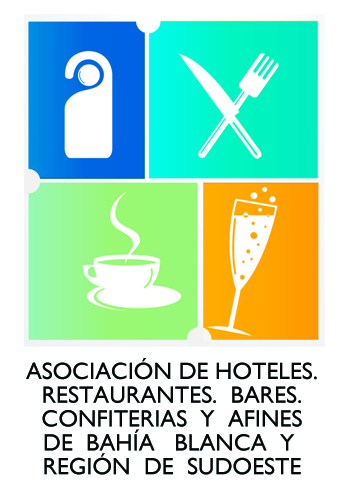 ASOCIACIÓN DE HOTELES.
RESTAURANTES. BARES.
CONFITERIAS Y AFINES
DE BAHÍA BLANCA Y
REGIÓN DE SUDOESTE